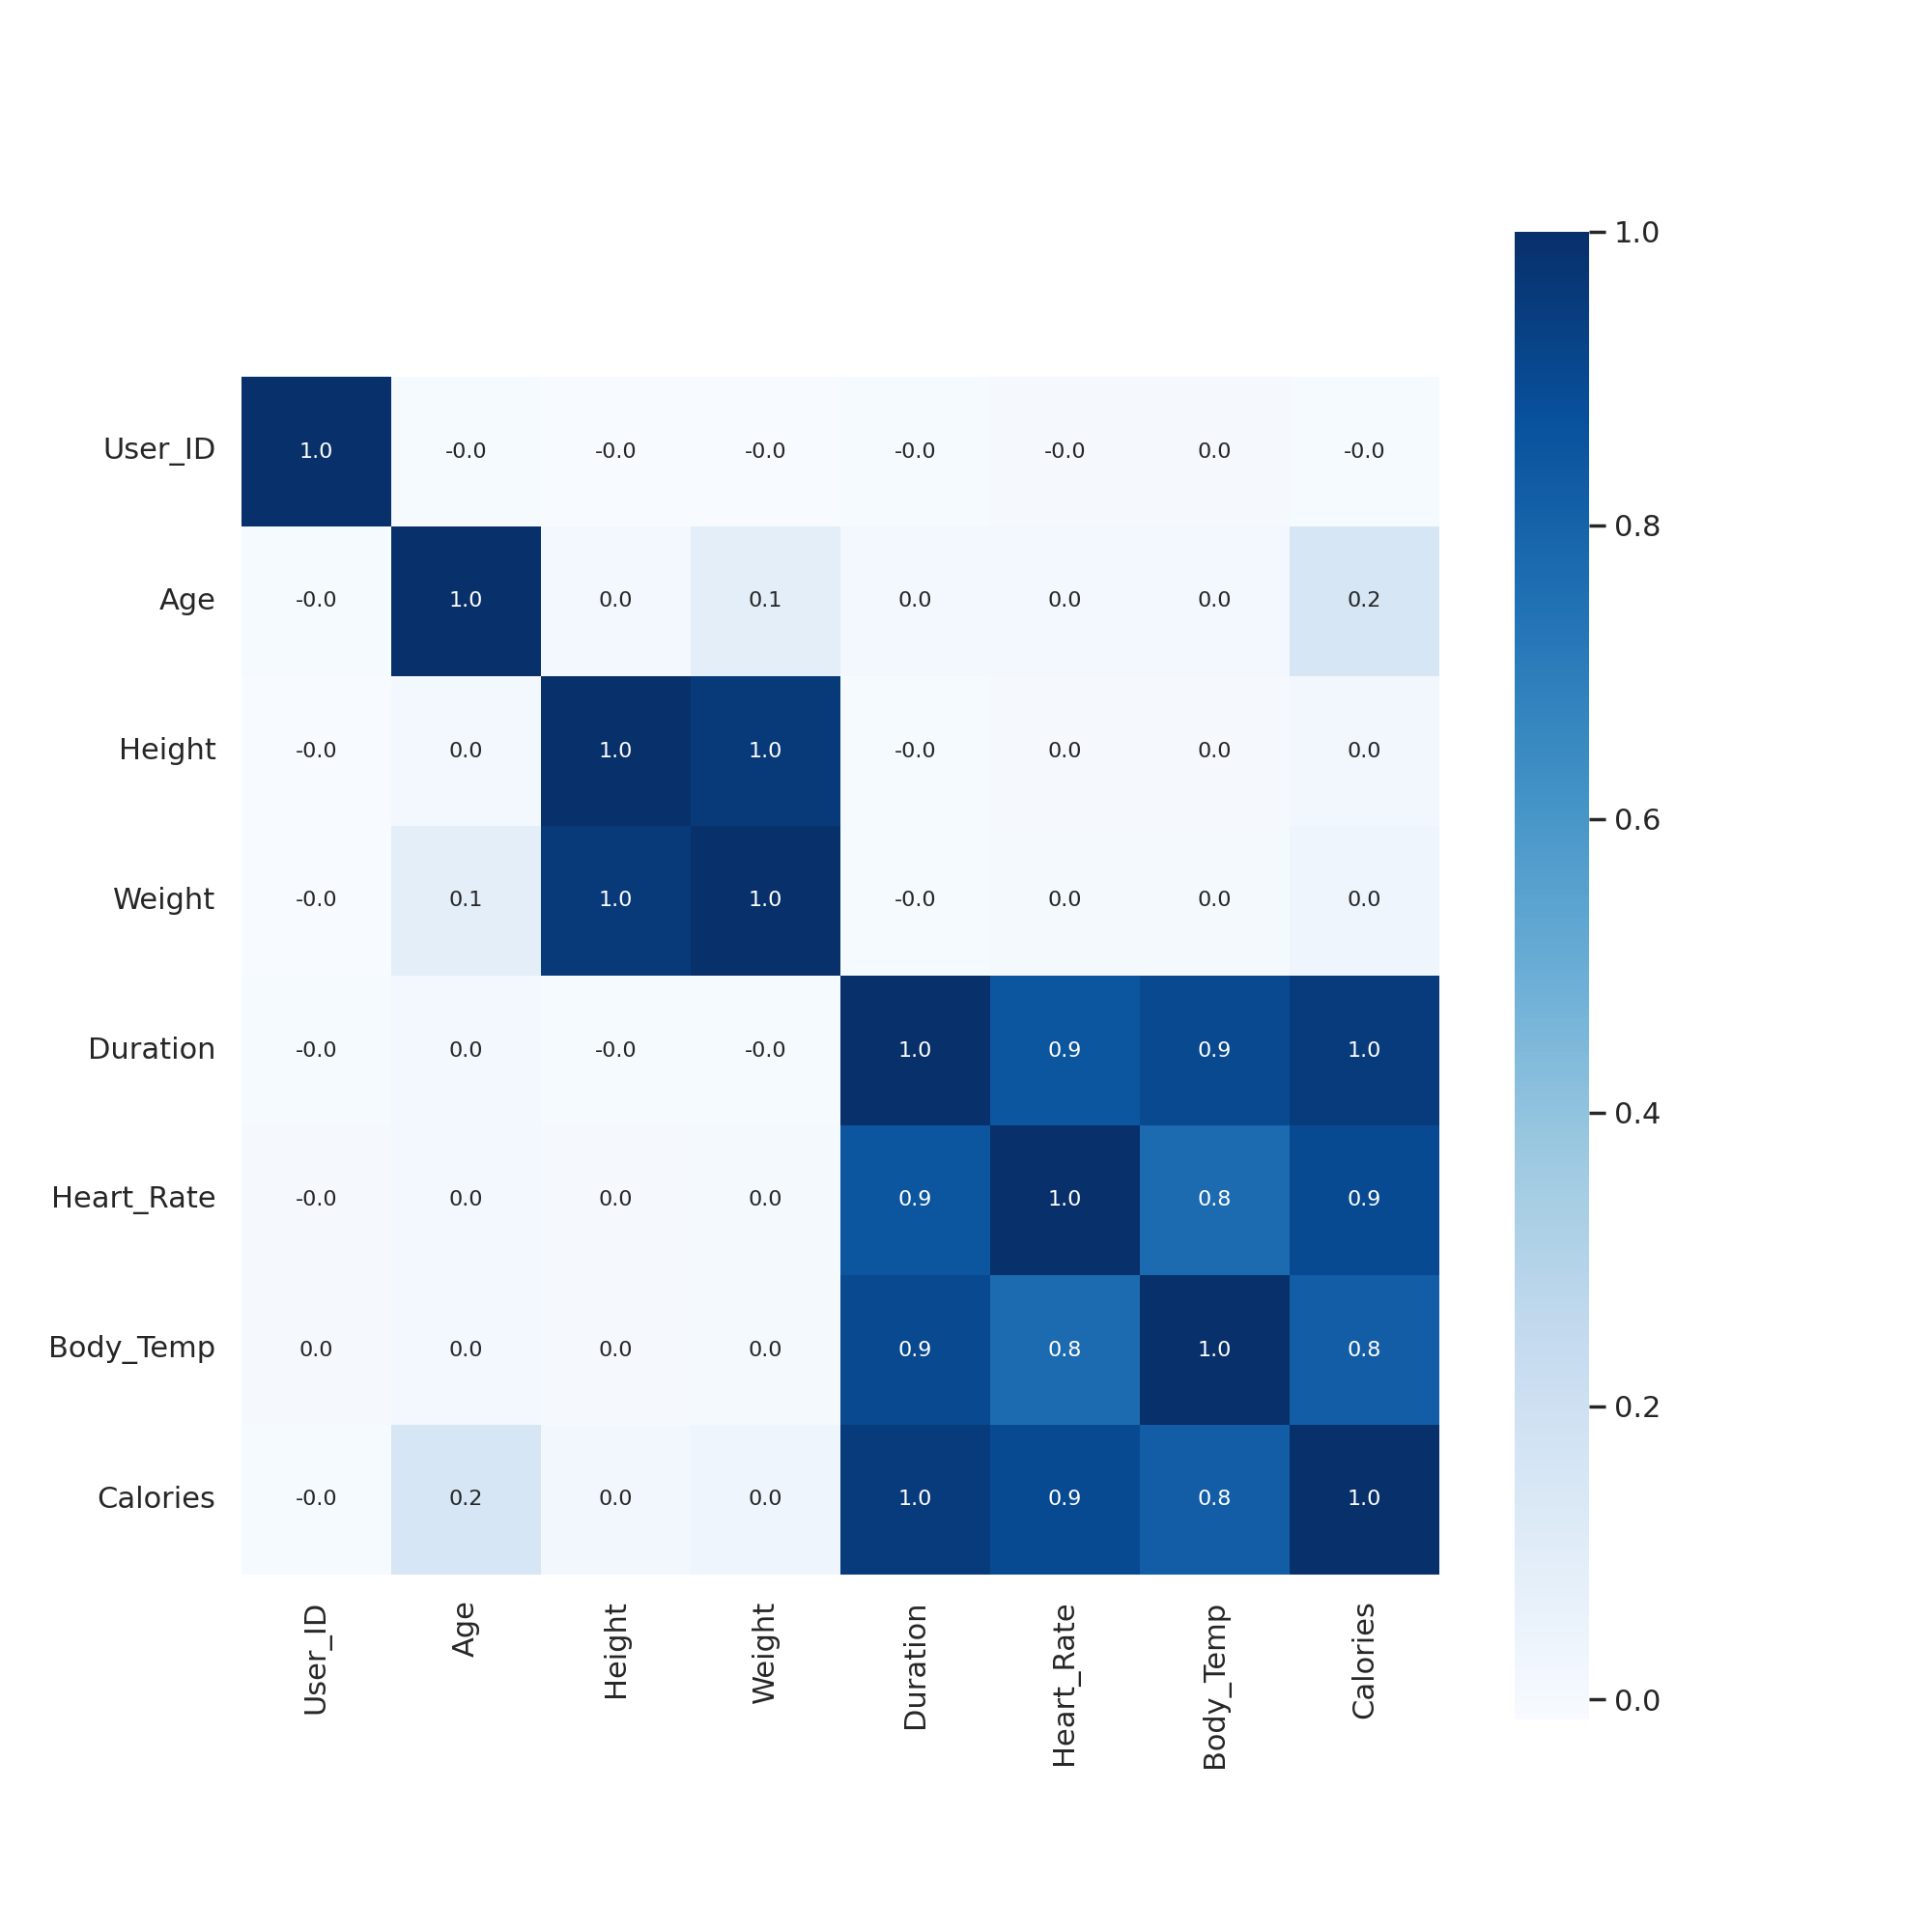 1.0
User_ID 1.0 -0.0 -0.0 -0.0 -0.0 -0.0 0.0 -0.0
0.8
Age -0.0 1.0 0.0 0.1 0.0 0.0 0.0 0.2
Height -0.0 0.0 1.0 1.0 -0.0 0.0 0.0 0.0
0.6
Weight -0.0 0.1 1.0 1.0 -0.0 0.0 0.0 0.0
Duration -0.0 0.0 -0.0 -0.0 1.0 0.9 0.9 1.0
0.4
Heart_Rate -0.0 0.0 0.0 0.0 0.9 1.0 0.8 0.9
Body_Temp 0.0 0.0 0.0 0.0 0.9 0.8 1.0 0.8
0.2
Calories -0.0 0.2 0.0 0.0 1.0 0.9 0.8 1.0
0.0
User_ID
Age
Height
Weight
Duration
Heart_Rate
Body_Temp
Calories